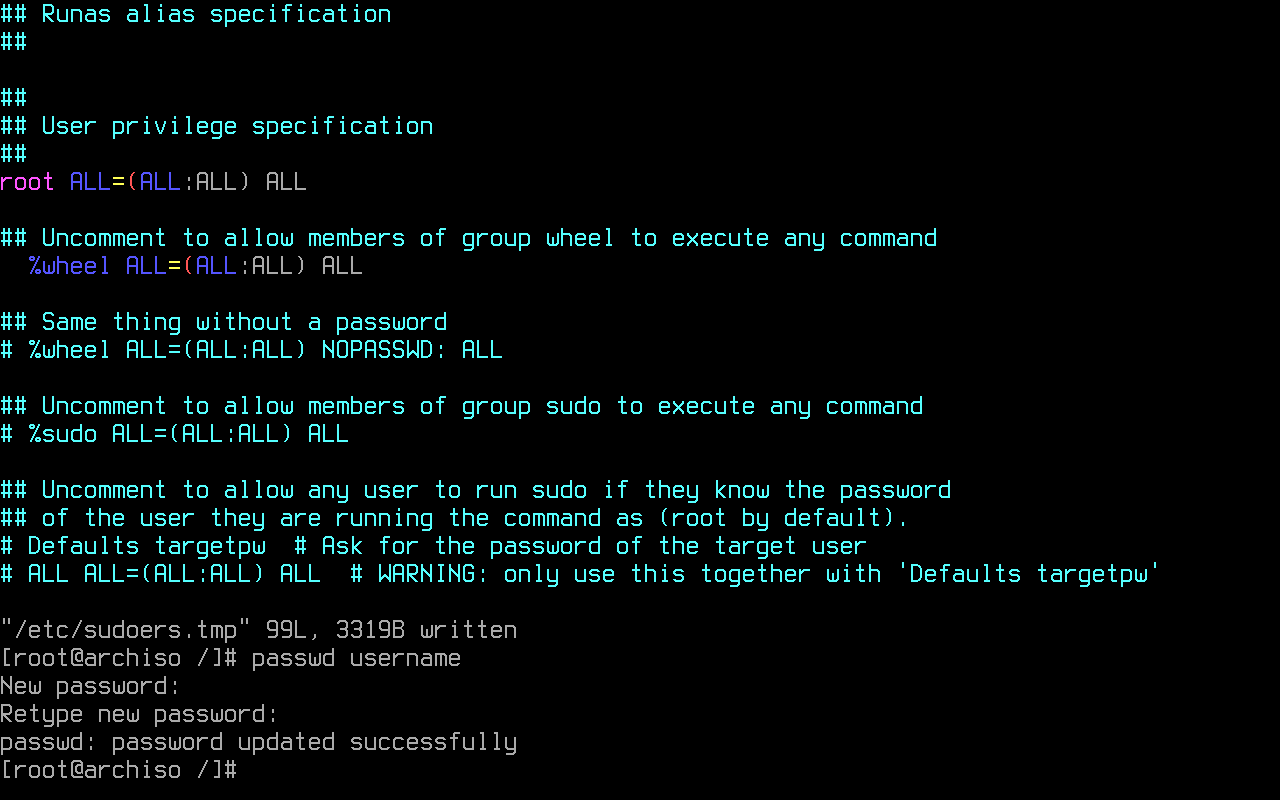 ## Runas alias specification
##
##
## User privilege specification
##
root ALL=(ALL:ALL) ALL
## Uncomment to allow members of group wheel to execute any command
  %wheel ALL=(ALL:ALL) ALL
## Same thing without a password
# %wheel ALL=(ALL:ALL) NOPASSWD: ALL
## Uncomment to allow members of group sudo to execute any command
# %sudo ALL=(ALL:ALL) ALL
## Uncomment to allow any user to run sudo if they know the password
## of the user they are running the command as (root by default).
# Defaults targetpw  # Ask for the password of the target user
# ALL ALL=(ALL:ALL) ALL  # WARNING: only use this together with 'Defaults targetpw'
"/etc/sudoers.tmp" 99L, 3319B written
[root@archiso /]# passwd username
New password:
Retype new password:
passwd: password updated successfully
[root@archiso /]#